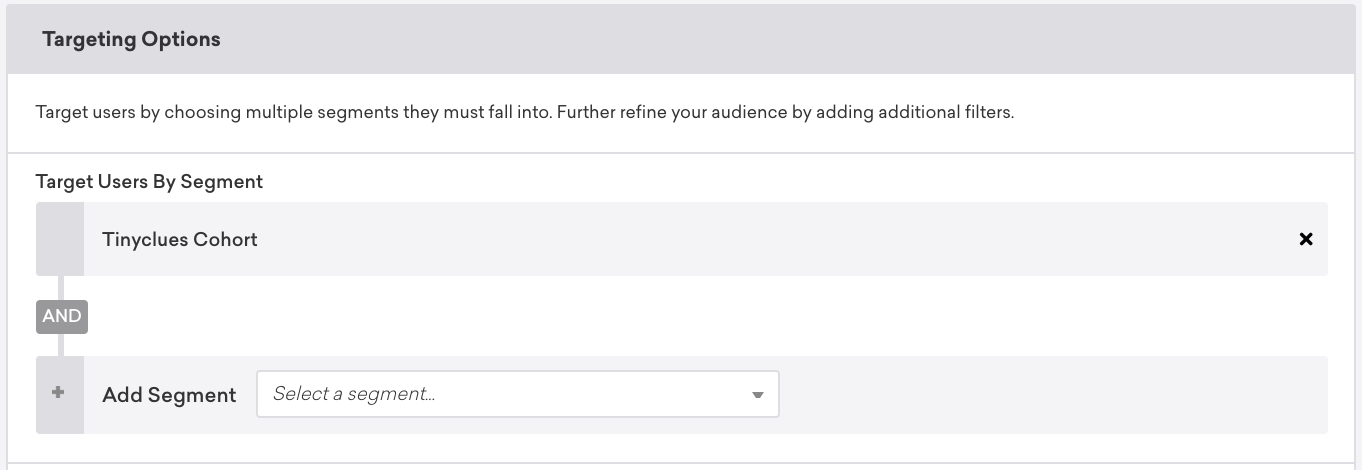 Targeting Options
Target users by choosing multiple segments they must fall into. Further refine your audience by adding additional filters.
Target Users By Segment
Tinyclues Cohort
AND
Add Segment Select a segment...